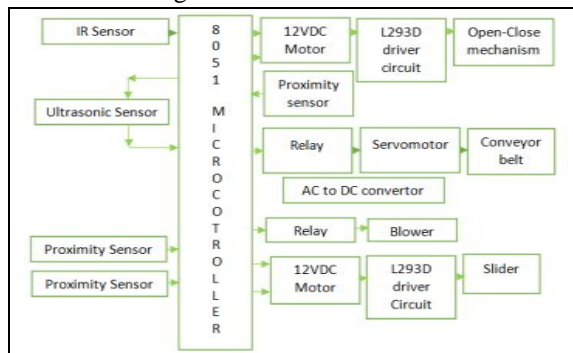 IR Sensor
Ultrasonic Sensor
Proximity Sensor
Proximity Sensor
8
0
5
1
M
I
C
R
O
C
O
T
R
O
L
L
E
R
12VDC
Motor
L293D
driver
circuit
Open-Close
mechanism
Proximity
sensor
Relay
Servomotor
Conveyor
belt
AC to DC convertor
Relay
Blower
12VDC
Motor
L293D
driver
Circuit
Slider